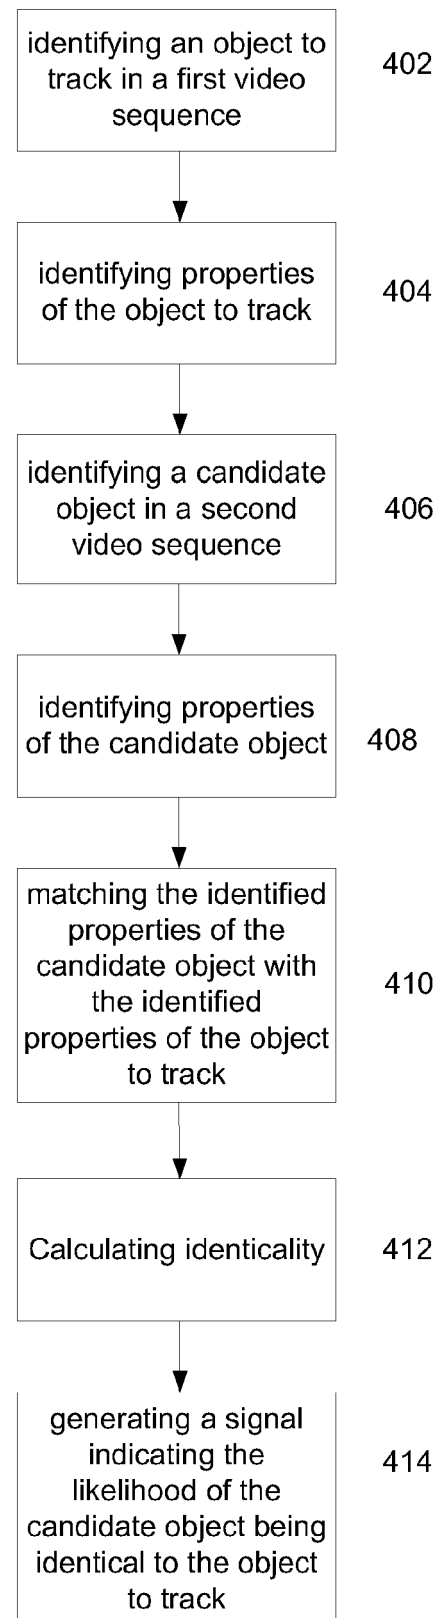 identifying an object to
track in a first video
sequence
402
identifying properties
of the object to track
404
identifying a candidate
object in a second
video sequence
406
identifying properties
of the candidate object
408
matching the identified
properties of the
candidate object with
the identified
properties of the object
to track
410
Calculating identicality
412
generating a signal
indicating the
likelihood of the
candidate object being
identical to the object
to track
414